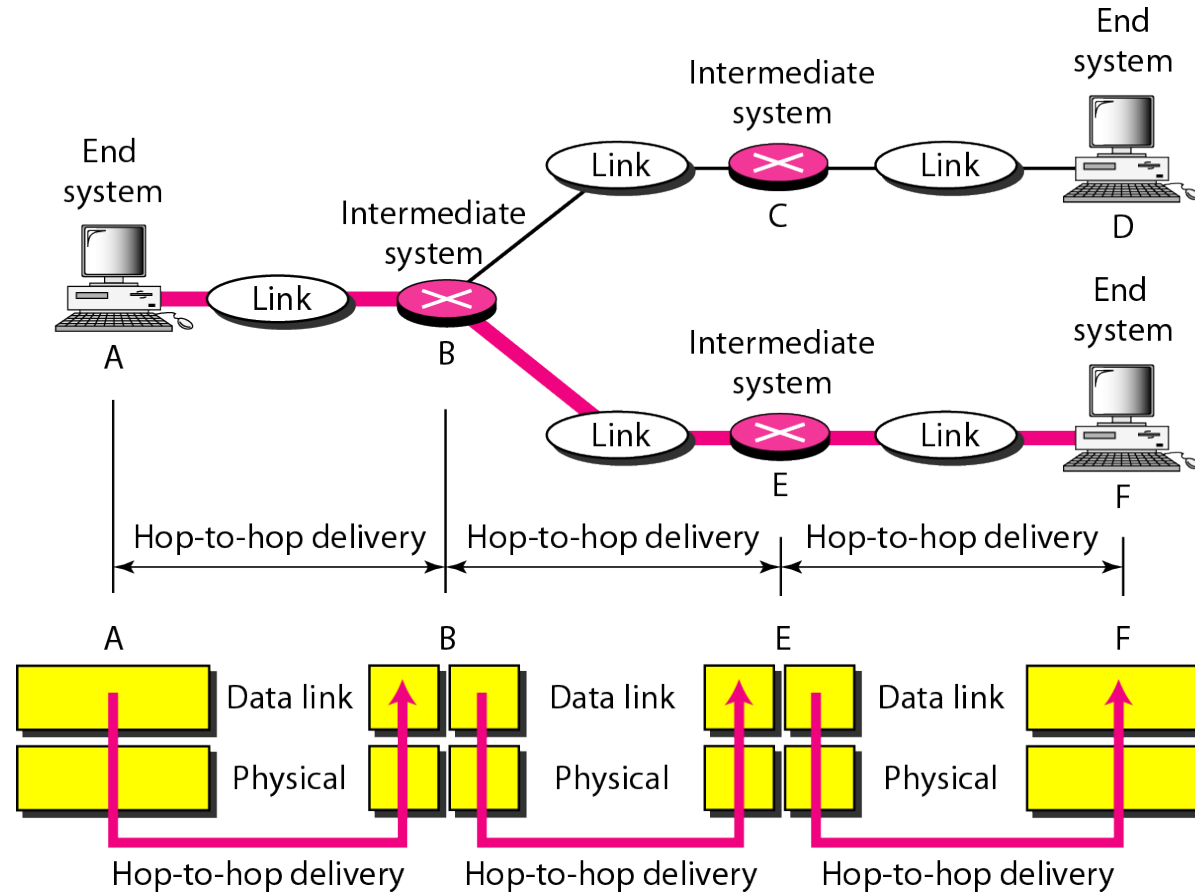 End
system
Intermediate
system
Link
Link
End
system
Intermediate
system
C
D
Link
A
B
Intermediate
system
End
system
Link
Link
E
F
Hop-to-hop delivery
Hop-to-hop delivery
Hop-to-hop delivery
A
B
E
F
Data link
Data link
Data link
Physical
Physical
Physical
Hop-to-hop delivery
Hop-to-hop delivery
Hop-to-hop delivery